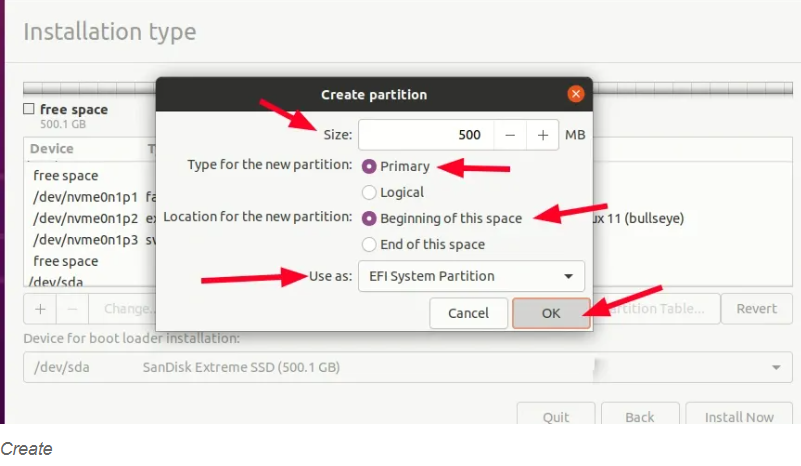 Installation type
free space
500.1 GB
Create partition
Size: 500 − + MB
Type for the new partition: Primary
Logical
Location for the new partition: Beginning of this space
End of this space
Use as: EFI System Partition
Cancel OK
Device T
free space
/dev/nvme0n1p1 fa
/dev/nvme0n1p2 ex ux 11 (bullseye)
/dev/nvme0n1p3 sw
free space
/dev/sda
+ − Change... artition Table... Revert
Device for boot loader installation:
/dev/sda SanDisk Extreme SSD (500.1 GB)
Quit Back Install Now
Create